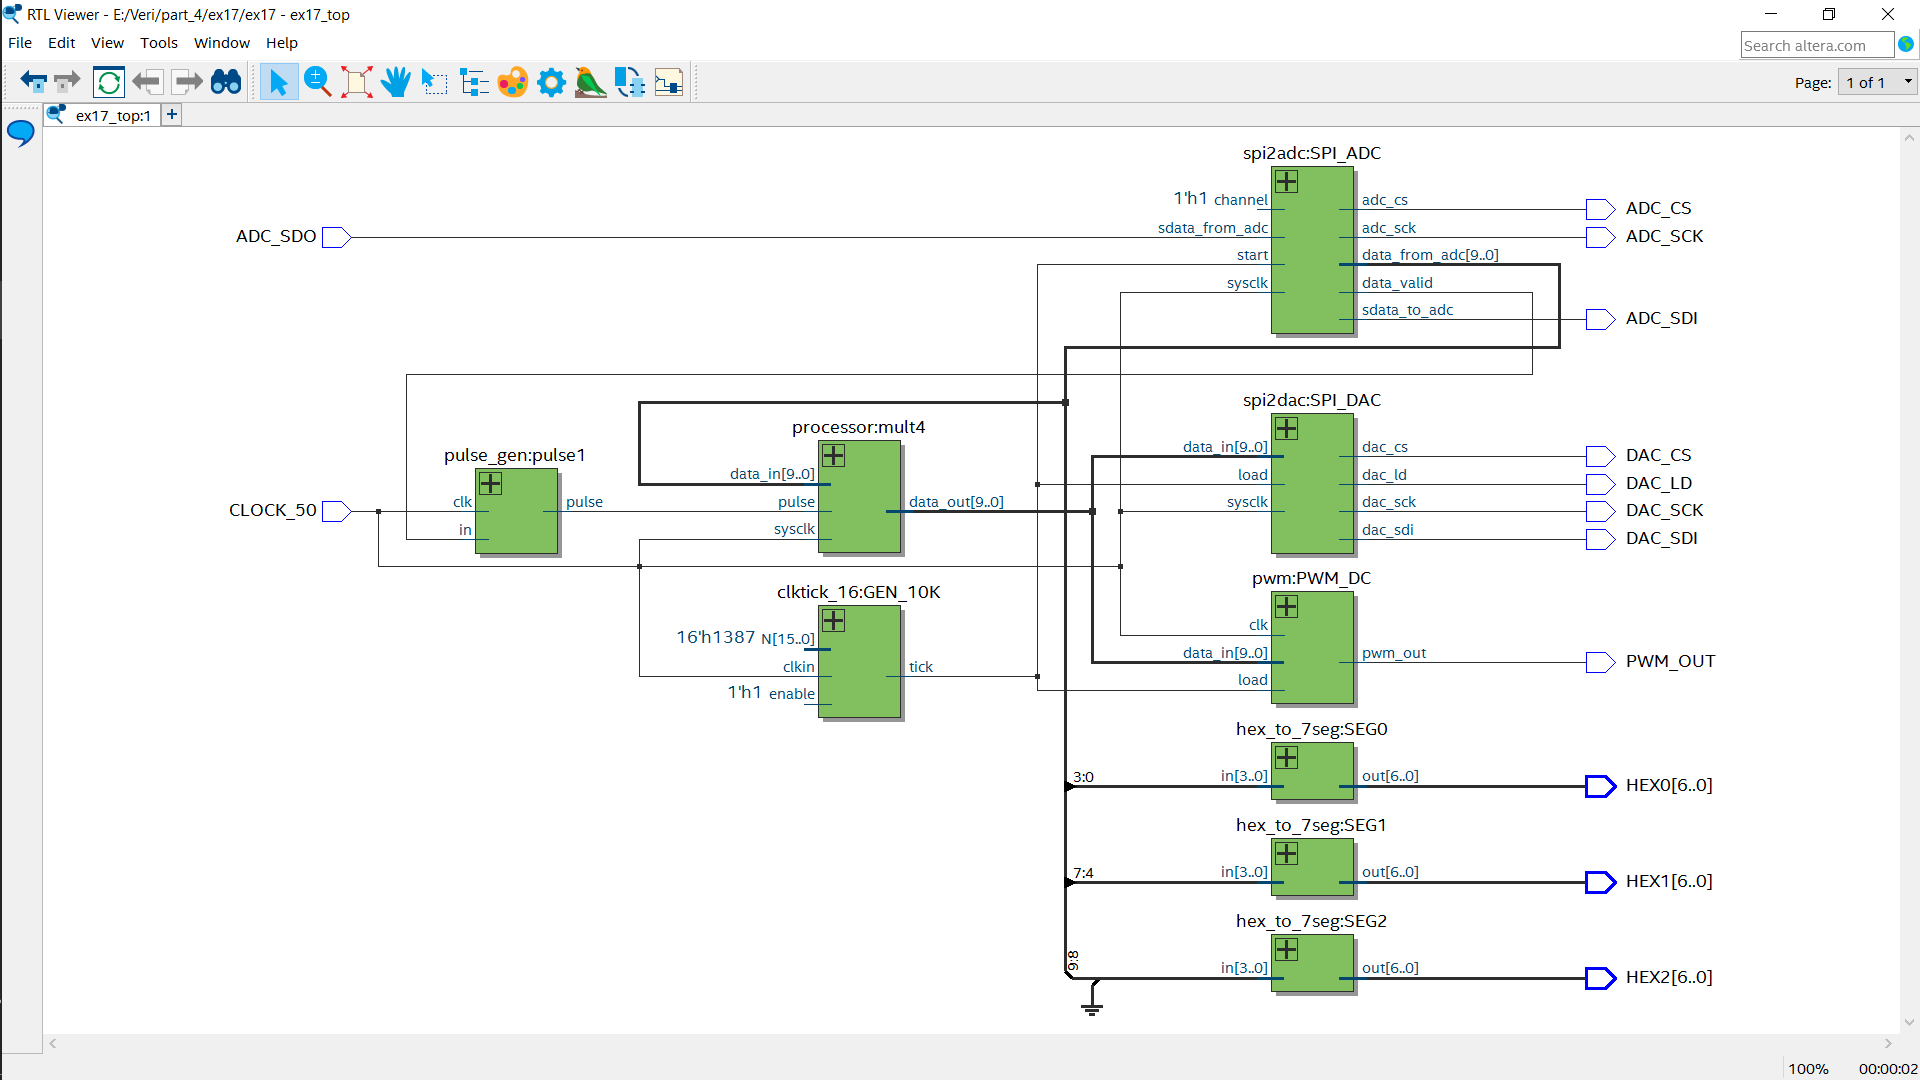 RTL Viewer - E:/Veri/part_4/ex17/ex17 - ex17_top
File Edit View Tools Window Help
Search altera.com
Page: 1 of 1
ex17_top:1
spi2adc:SPI_ADC
1'h1 channel adc_cs ADC_CS
ADC_SDO sdata_from_adc adc_sck ADC_SCK
start data_from_adc[9..0]
sysclk data_valid
sdata_to_adc ADC_SDI
spi2dac:SPI_DAC
data_in[9..0] dac_cs DAC_CS
load dac_ld DAC_LD
sysclk dac_sck DAC_SCK
dac_sdi DAC_SDI
processor:mult4
data_in[9..0]
pulse data_out[9..0]
sysclk
pulse_gen:pulse1
CLOCK_50 clk pulse
in
clktick_16:GEN_10K
16'h1387 N[15..0]
clkin tick
1'h1 enable
pwm:PWM_DC
clk
data_in[9..0] pwm_out PWM_OUT
load
hex_to_7seg:SEG0
3:0 in[3..0] out[6..0] HEX0[6..0]
hex_to_7seg:SEG1
7:4 in[3..0] out[6..0] HEX1[6..0]
hex_to_7seg:SEG2
9:8 in[3..0] out[6..0] HEX2[6..0]
100% 00:00:02